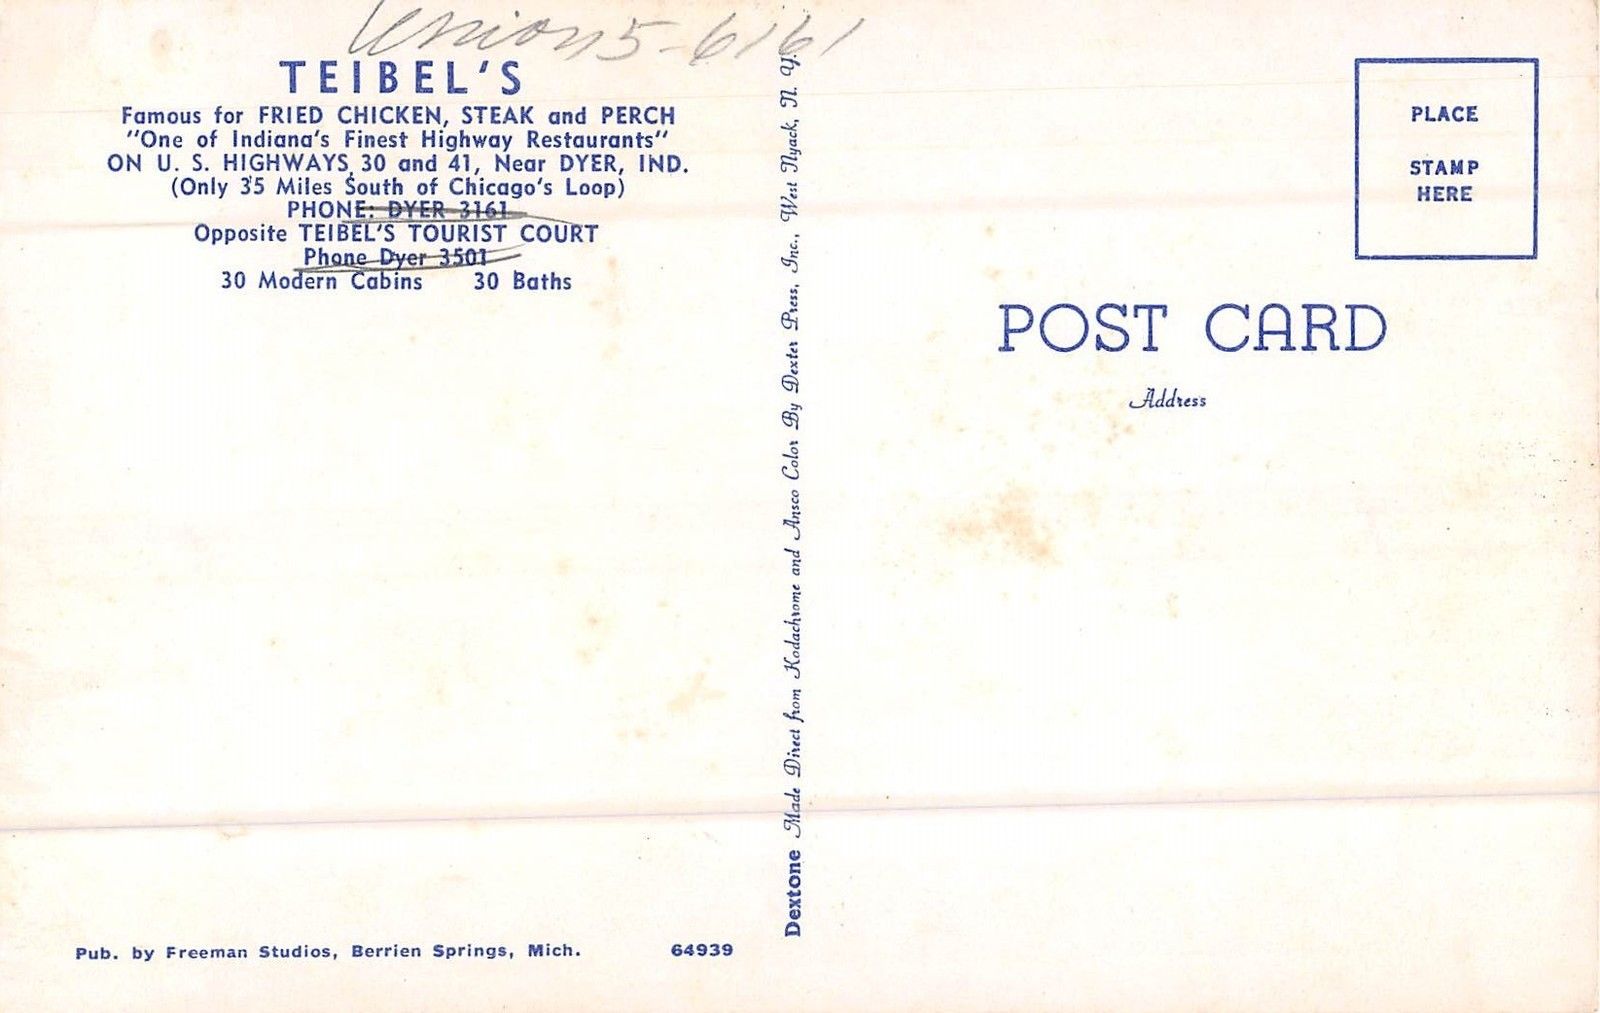 Union 5-6161
TEIBEL'S
Famous for FRIED CHICKEN, STEAK and PERCH
"One of Indiana's Finest Highway Restaurants"
ON U. S. HIGHWAYS 30 and 41, Near DYER, IND.
(Only 35 Miles South of Chicago's Loop)
PHONE: DYER 3161
Opposite TEIBEL'S TOURIST COURT
Phone Dyer 3501
30 Modern Cabins 30 Baths
Pub. by Freeman Studios, Berrien Springs, Mich. 64939
Dextone Made Direct from Kodachrome and Ansco Color By Dexter Press, Inc., West Nyack, N. Y.
PLACE
STAMP
HERE
POST CARD
Address